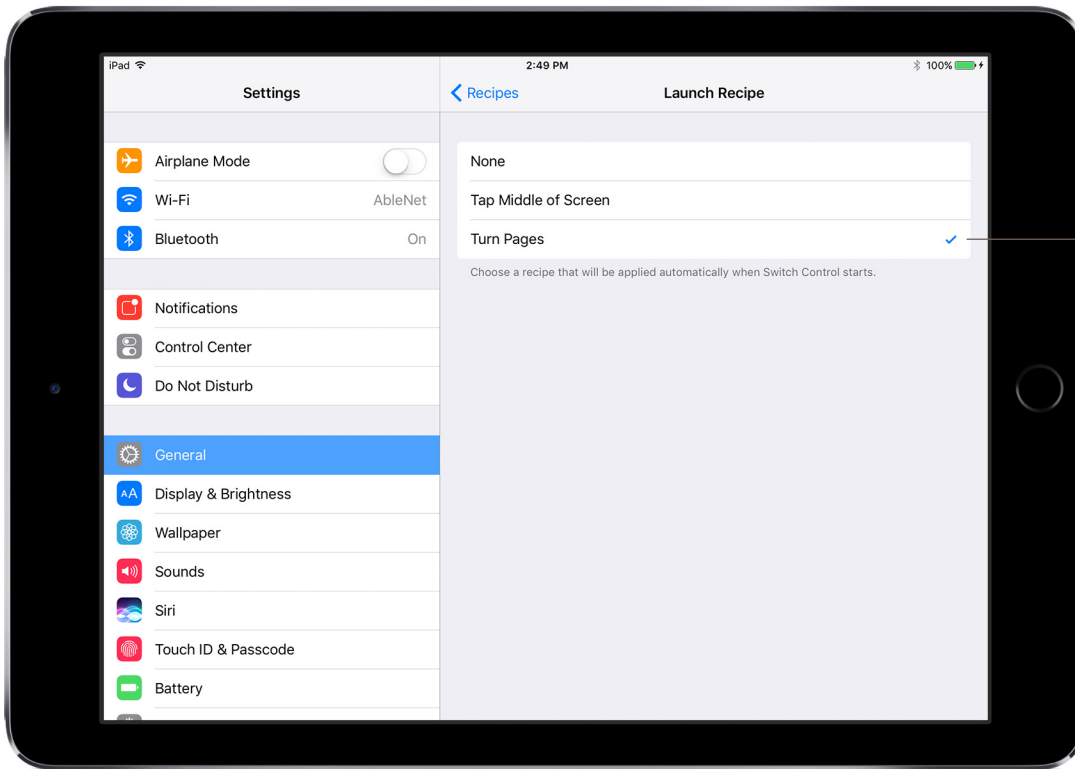 iPad
2:49 PM
100%
Settings
Recipes
Launch Recipe
Airplane Mode
Wi-Fi
AbleNet
Bluetooth
On
Notifications
Control Center
Do Not Disturb
General
AA Display & Brightness
Wallpaper
Sounds
Siri
Touch ID & Passcode
Battery
None
Tap Middle of Screen
Turn Pages
Choose a recipe that will be applied automatically when Switch Control starts.